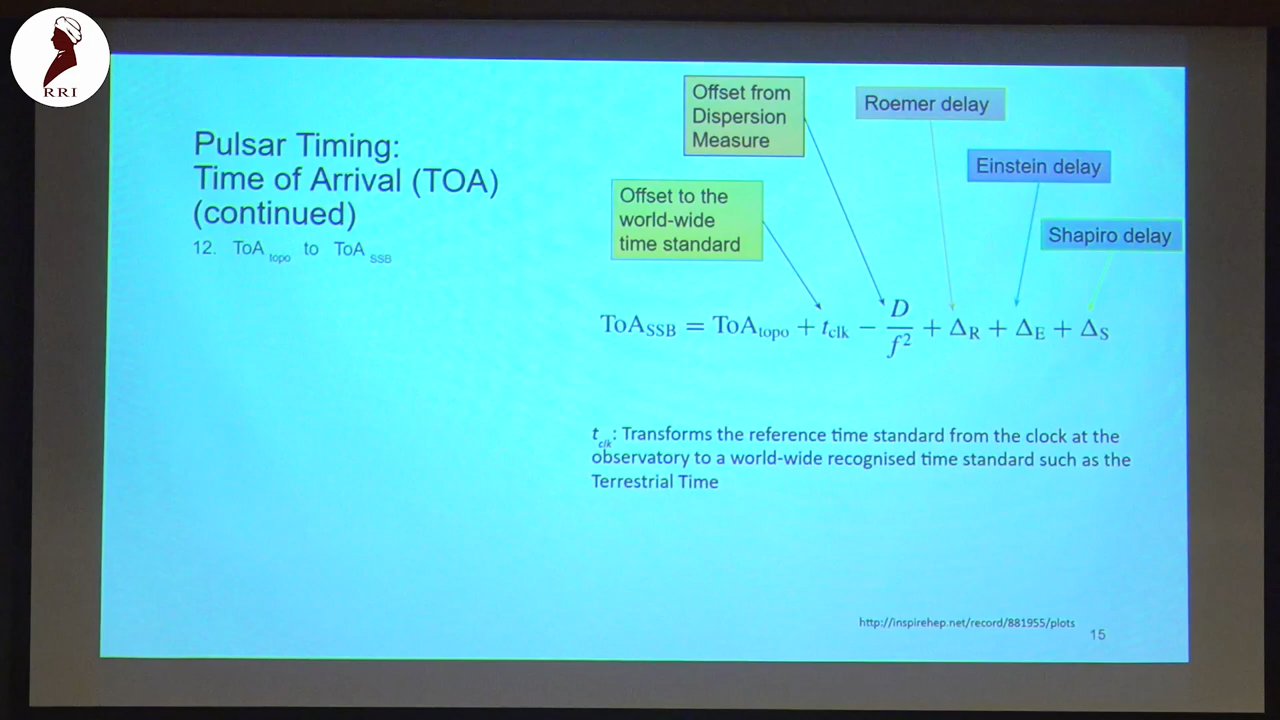 RRI
Pulsar Timing:
Time of Arrival (TOA)
(continued)
12. ToA topo to ToA SSB
Offset from
Dispersion
Measure
Roemer delay
Einstein delay
Offset to the
world-wide
time standard
Shapiro delay
ToA_SSB = ToA_topo + t_clk − D/f² + Δ_R + Δ_E + Δ_S
t_clk: Transforms the reference time standard from the clock at the
observatory to a world-wide recognised time standard such as the
Terrestrial Time
http://inspirehep.net/record/881955/plots
15